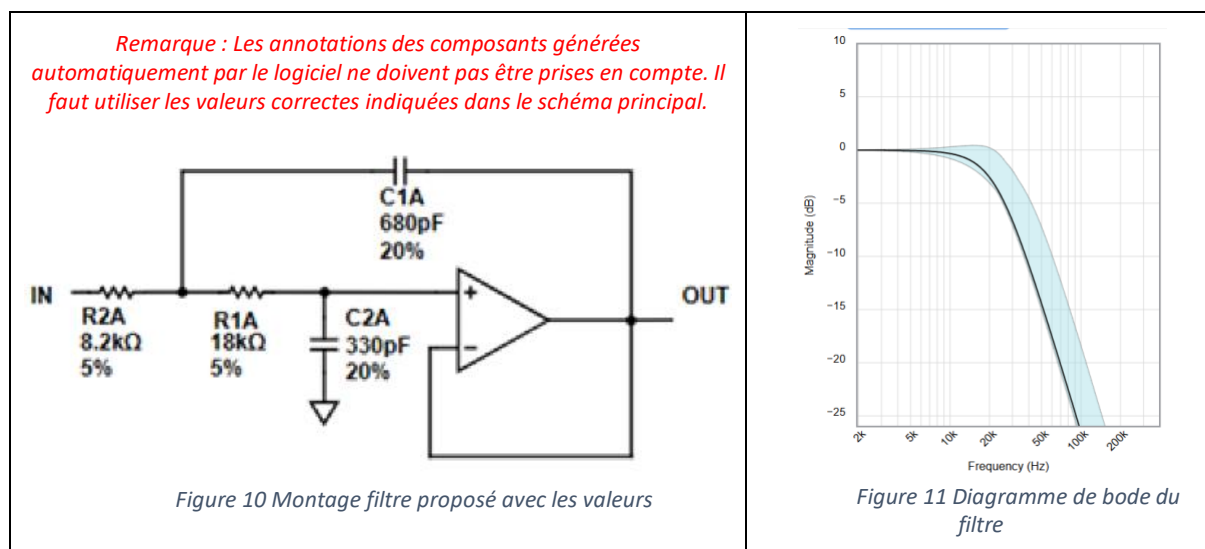 Remarque : Les annotations des composants générées
automatiquement par le logiciel ne doivent pas être prises en compte. Il
faut utiliser les valeurs correctes indiquées dans le schéma principal.
C1A
680pF
20%
IN
OUT
+
−
R2A
8.2kΩ
5%
R1A
18kΩ
5%
C2A
330pF
20%
Figure 10 Montage filtre proposé avec les valeurs
10
5
0
−5
−10
−15
−20
−25
Magnitude (dB)
2k
5k
10k
20k
50k
100k
200k
Frequency (Hz)
Figure 11 Diagramme de bode du
filtre